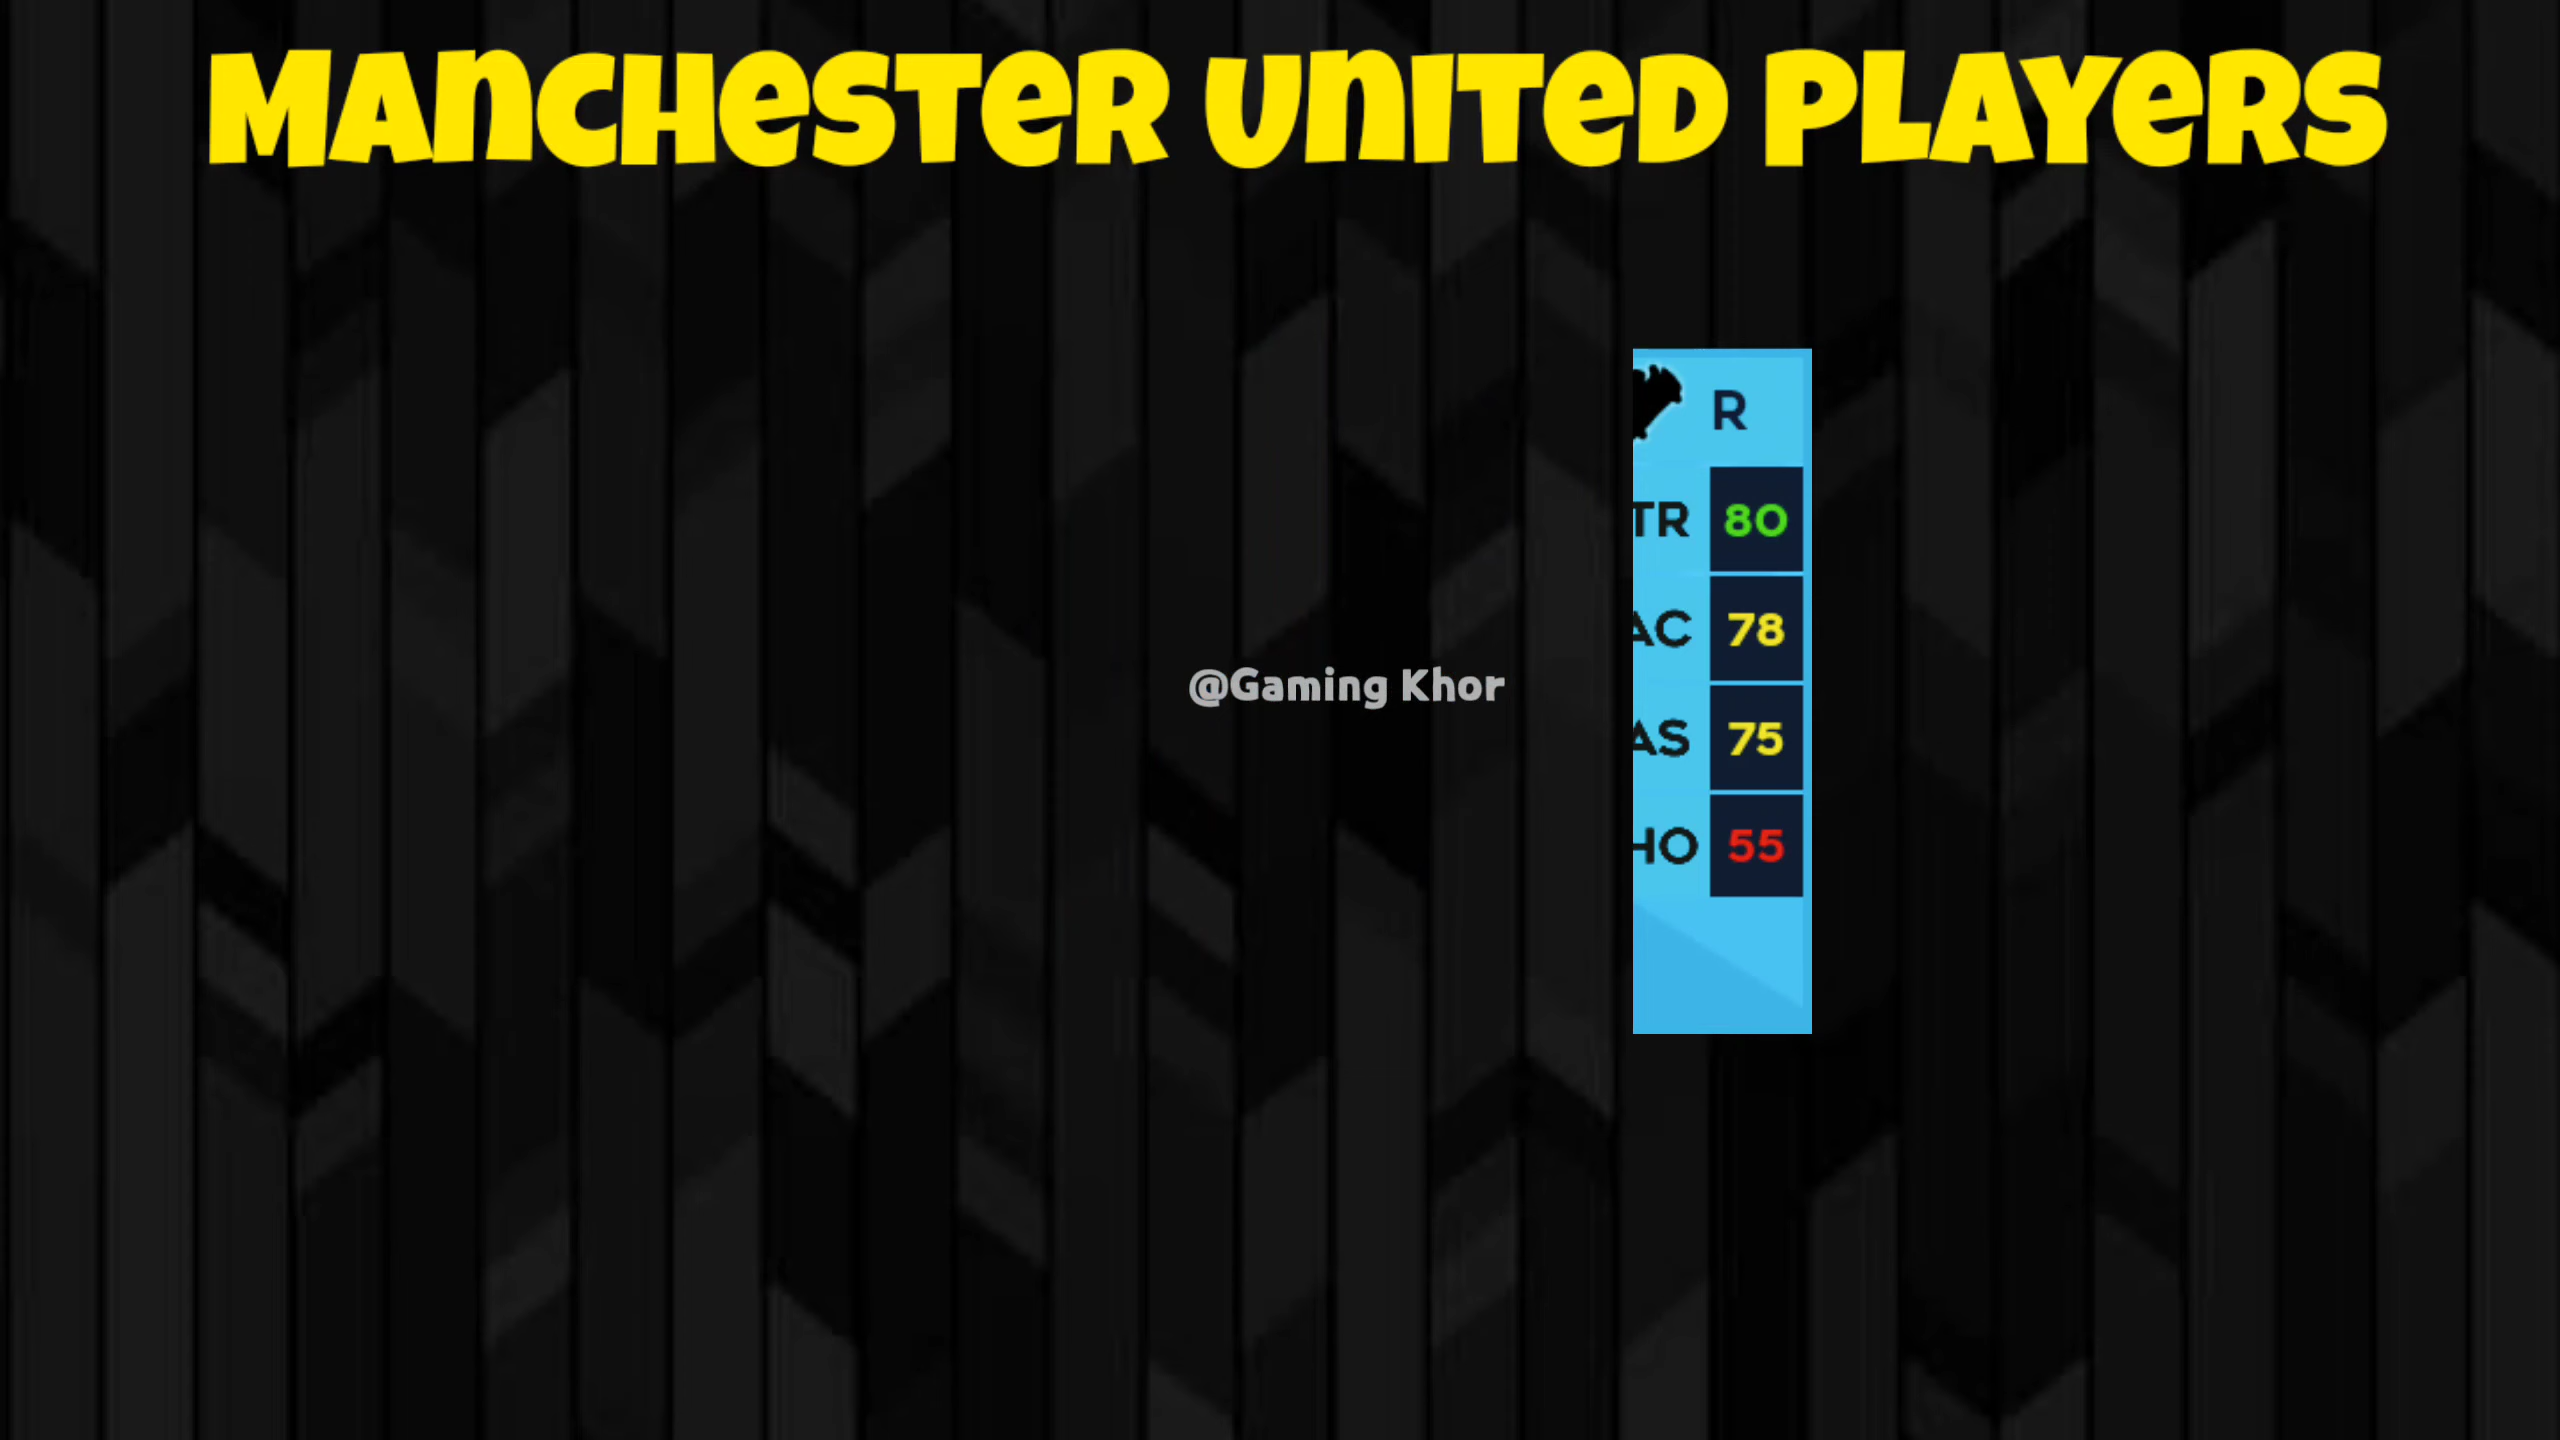 Manchester United Players
R
TR 80
AC 78
@Gaming Khor
AS 75
HO 55